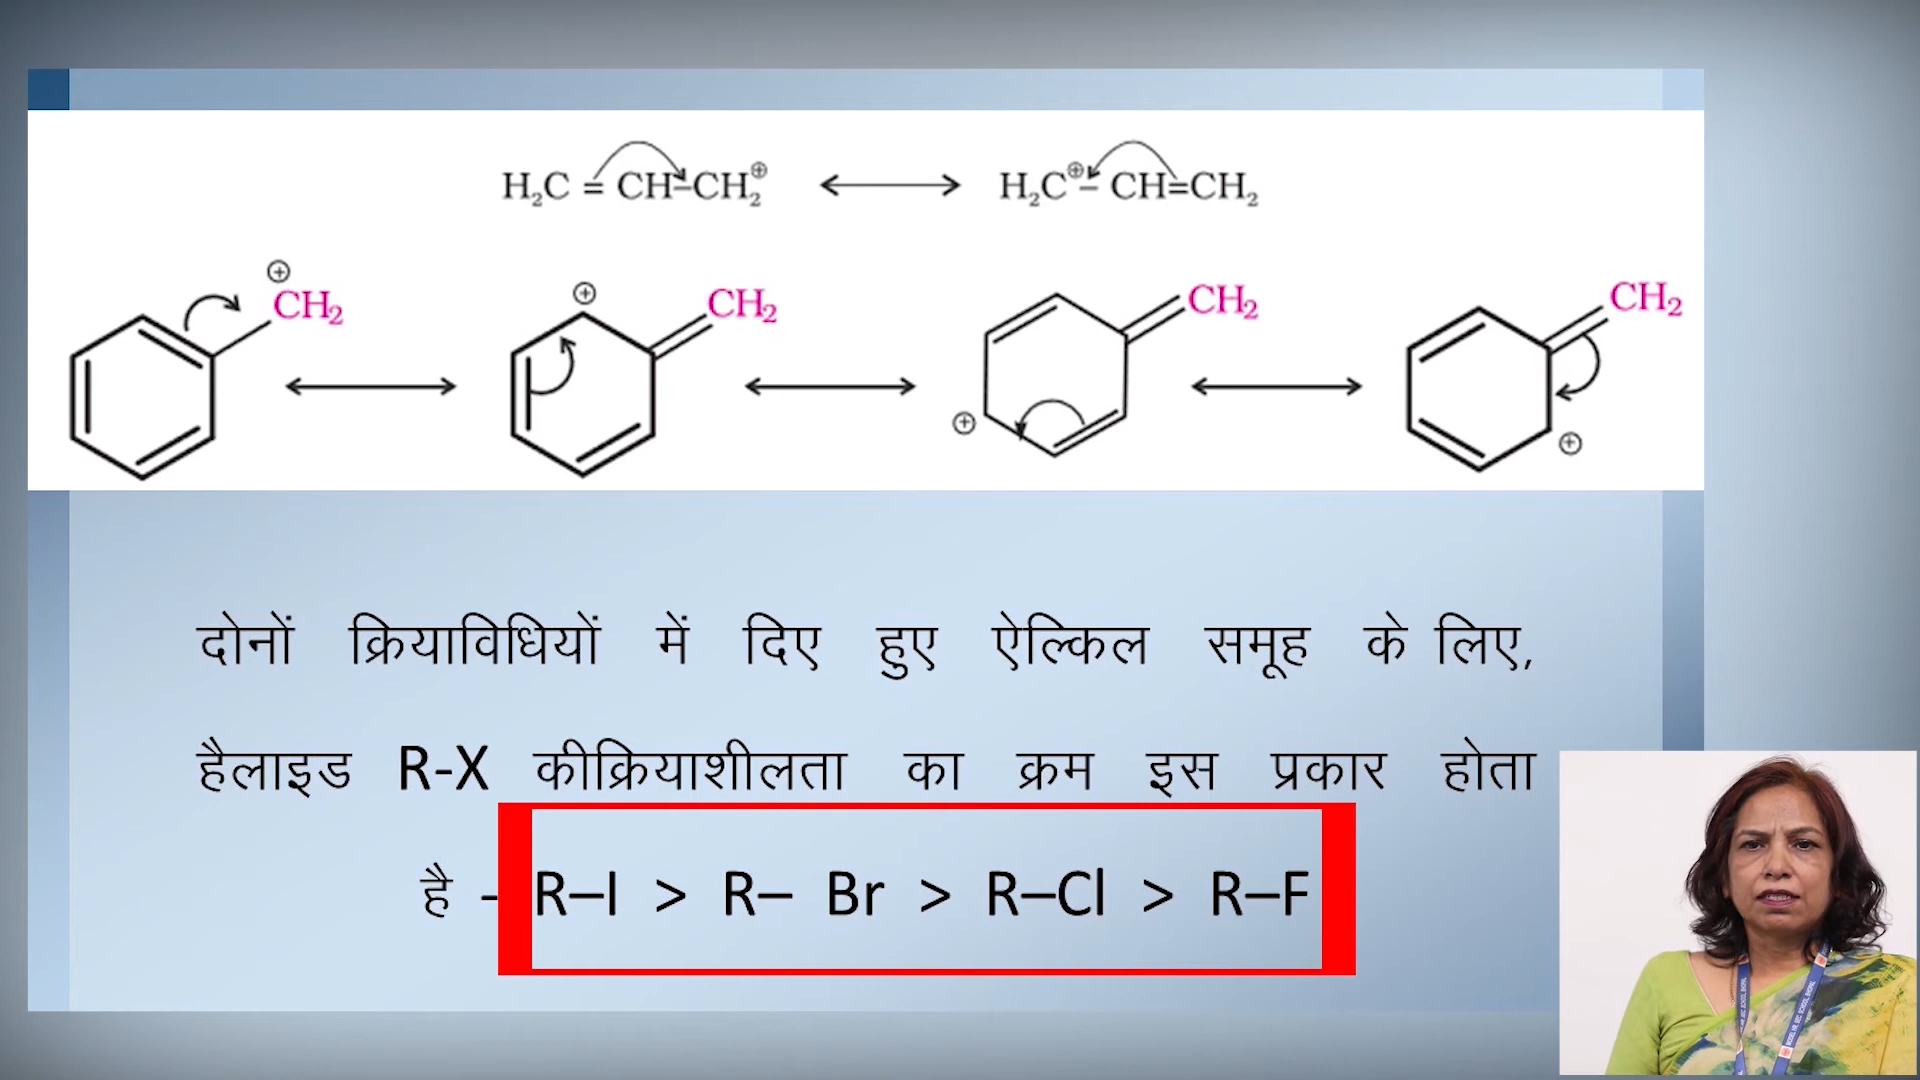 H₂C = CH–CH₂⊕ ⟷ H₂C⊕– CH=CH₂
⊕ ⊕
CH₂ CH₂ CH₂ CH₂
⊕ ⊕
दोनों क्रियाविधियों में दिए हुए ऐल्किल समूह के लिए,
हैलाइड R-X कीक्रियाशीलता का क्रम इस प्रकार होता
है - R–I > R– Br > R–Cl > R–F